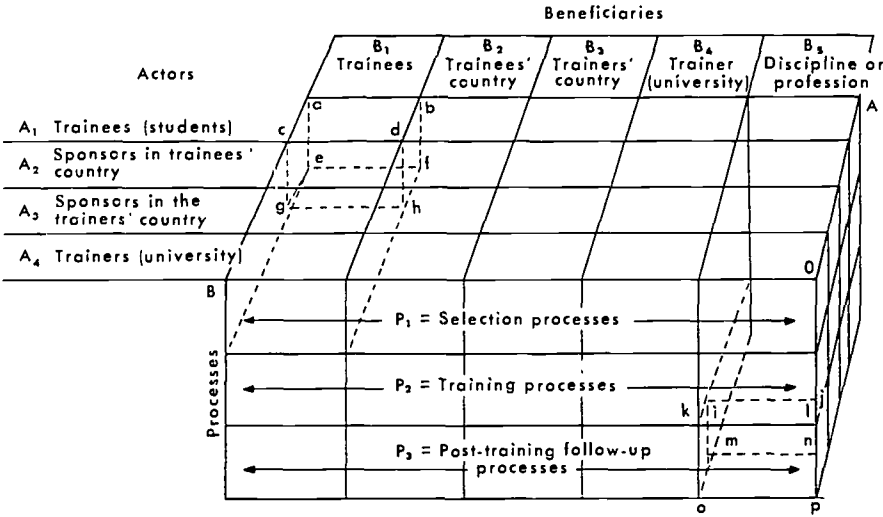 Beneficiaries
Actors
B₁ Trainees
B₂ Trainees' country
B₃ Trainers' country
B₄ Trainer (university)
B₅ Discipline or profession
A
a
b
A₁ Trainees (students)
c
d
A₂ Sponsors in trainees' country
e
f
A₃ Sponsors in the trainers' country
g
h
A₄ Trainers (university)
O
B
Processes
P₁ = Selection processes
P₂ = Training processes
k
i
l
j
m
n
P₃ = Post-training follow-up processes
o
p